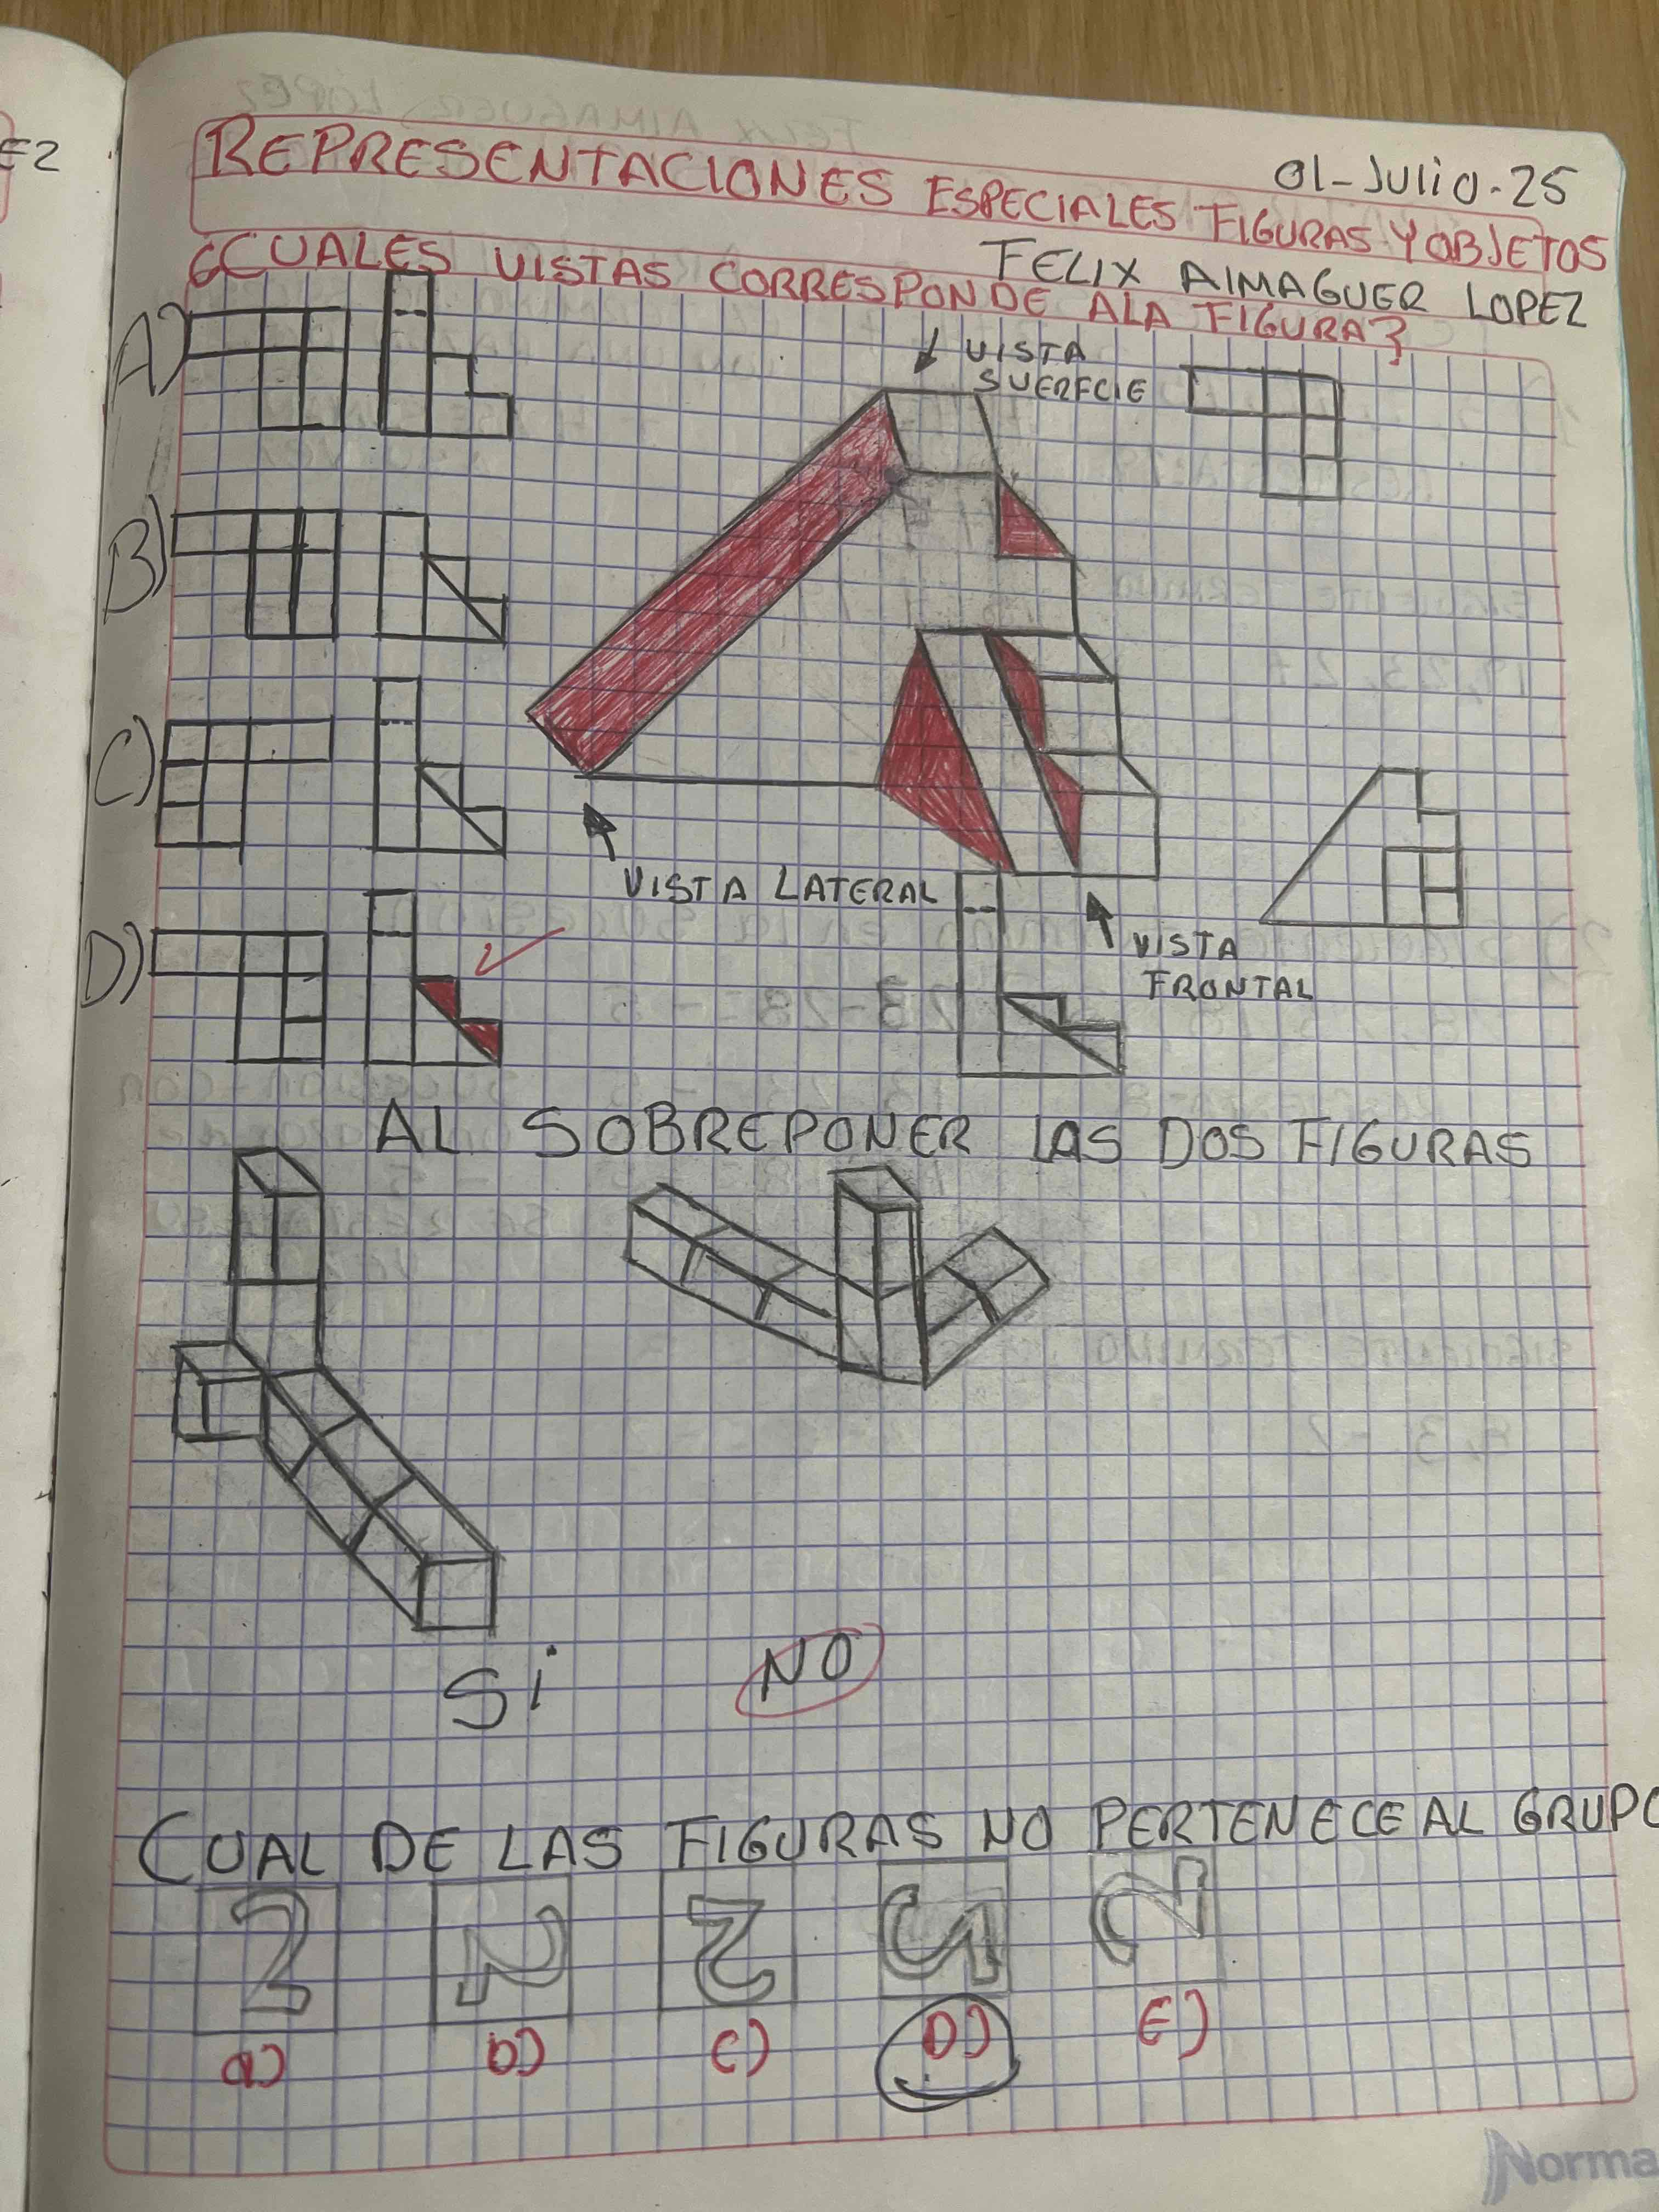 E2
REPRESENTACIONES ESPECIALES FIGURAS Y OBJETOS
01-Julio-25
FELIX AlMAGUER LOPEZ
¿CUALES VISTAS CORRESPONDE ALA FIGURA?
A)
VISTA
SUERFCIE
B)
C)
VISTA LATERAL
D)
VISTA
FRONTAL
AL SOBREPONER LAS DOS FIGURAS
Si
NO
CUAL DE LAS FIGURAS NO PERTENECE AL GRUPO
a) b) c) D) E)
Norma